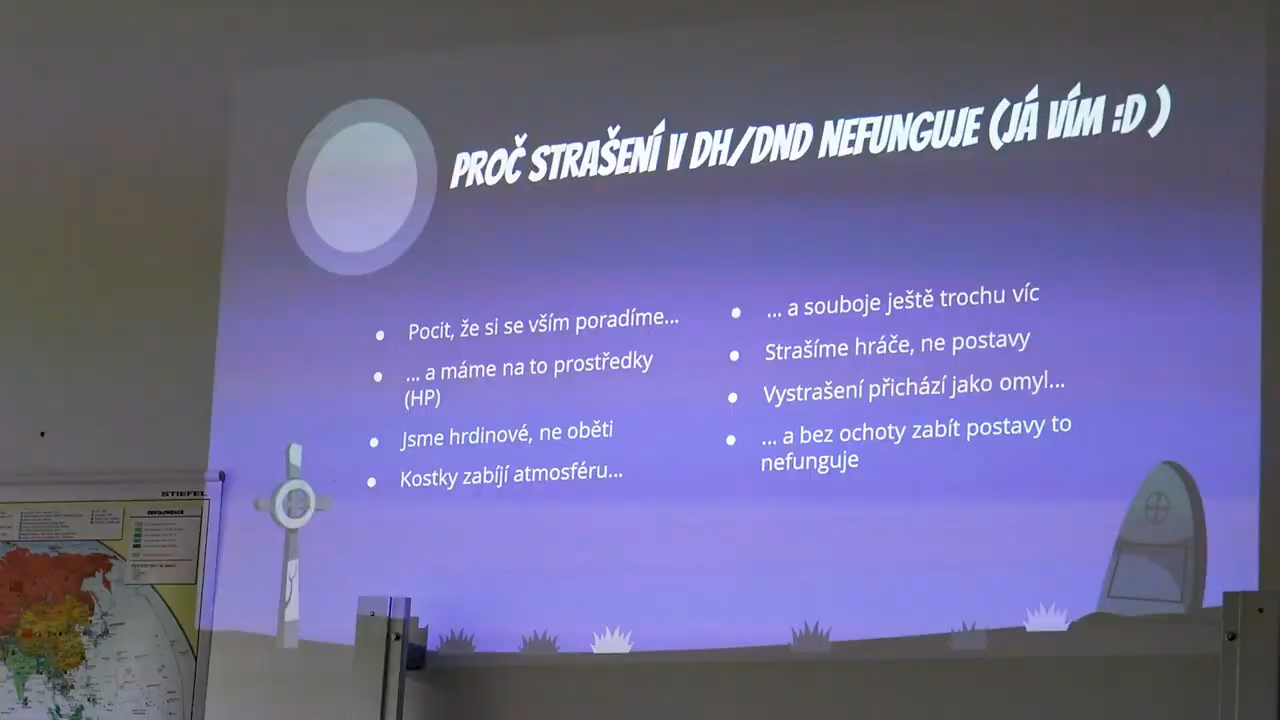 PROČ STRAŠENÍ V DH/DND NEFUNGUJE (JÁ VÍM :D )
Pocit, že si se vším poradíme...
... a máme na to prostředky
(HP)
Jsme hrdinové, ne oběti
Kostky zabíjí atmosféru...
... a souboje ještě trochu víc
Strašíme hráče, ne postavy
Vystrašení přichází jako omyl...
... a bez ochoty zabít postavy to
nefunguje
STIEFEL